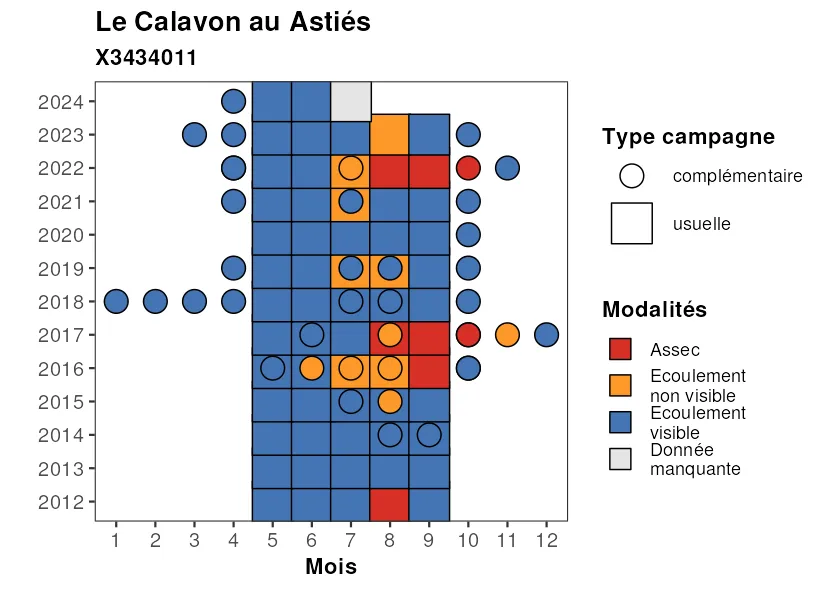 Le Calavon au Astiés
X3434011
2024
2023
2022
2021
2020
2019
2018
2017
2016
2015
2014
2013
2012
1 2 3 4 5 6 7 8 9 10 11 12
Mois
Type campagne
complémentaire
usuelle
Modalités
Assec
Ecoulement
non visible
Ecoulement
visible
Donnée
manquante